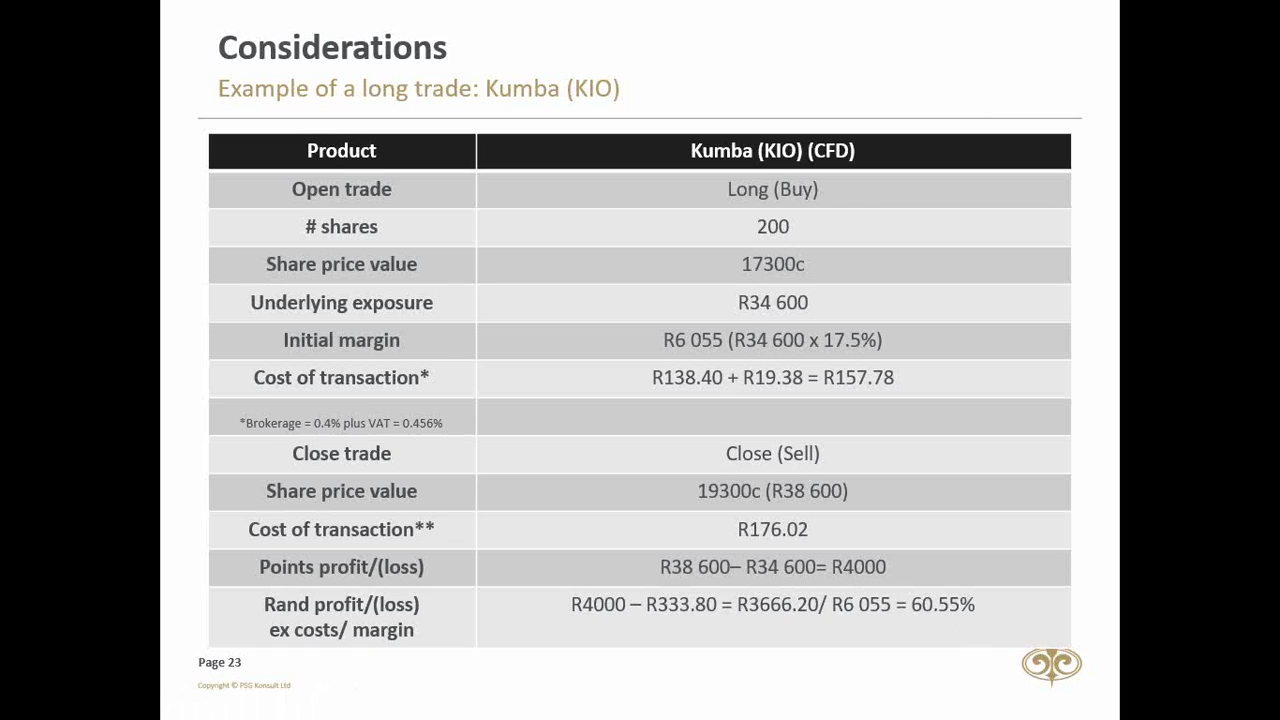 Considerations
Example of a long trade: Kumba (KIO)
Product Kumba (KIO) (CFD)
Open trade Long (Buy)
# shares 200
Share price value 17300c
Underlying exposure R34 600
Initial margin R6 055 (R34 600 x 17.5%)
Cost of transaction* R138.40 + R19.38 = R157.78
*Brokerage = 0.4% plus VAT = 0.456%
Close trade Close (Sell)
Share price value 19300c (R38 600)
Cost of transaction** R176.02
Points profit/(loss) R38 600– R34 600= R4000
Rand profit/(loss) R4000 – R333.80 = R3666.20/ R6 055 = 60.55%
ex costs/ margin
Page 23
Copyright © PSG Konsult Ltd